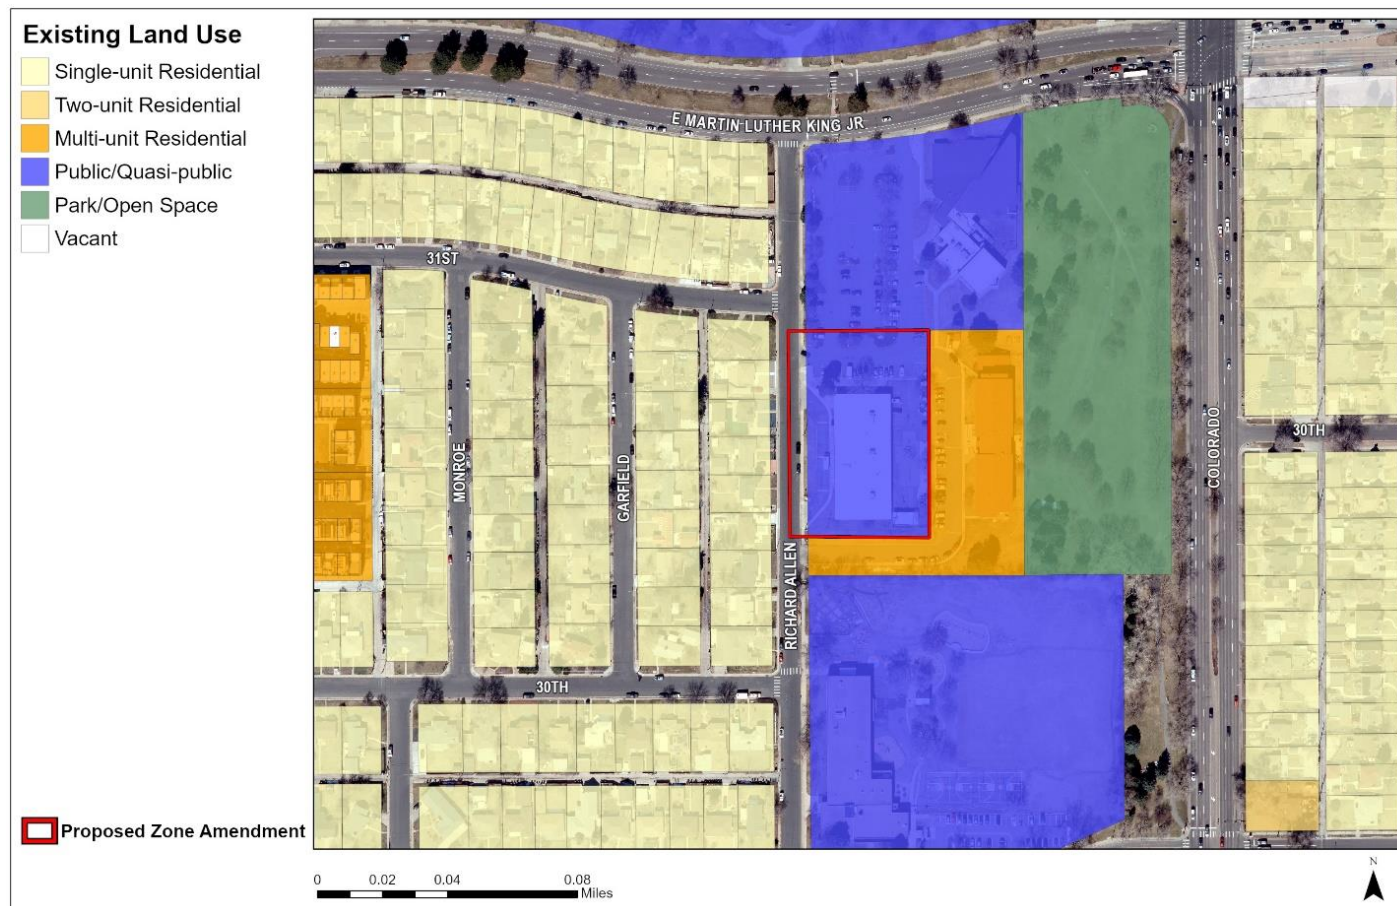 Existing Land Use
Single-unit Residential
Two-unit Residential
Multi-unit Residential
Public/Quasi-public
Park/Open Space
Vacant
Proposed Zone Amendment
E MARTIN LUTHER KING JR
31ST
MONROE
GARFIELD
RICHARD ALLEN
COLORADO
30TH
30TH
0 0.02 0.04 0.08
Miles
N